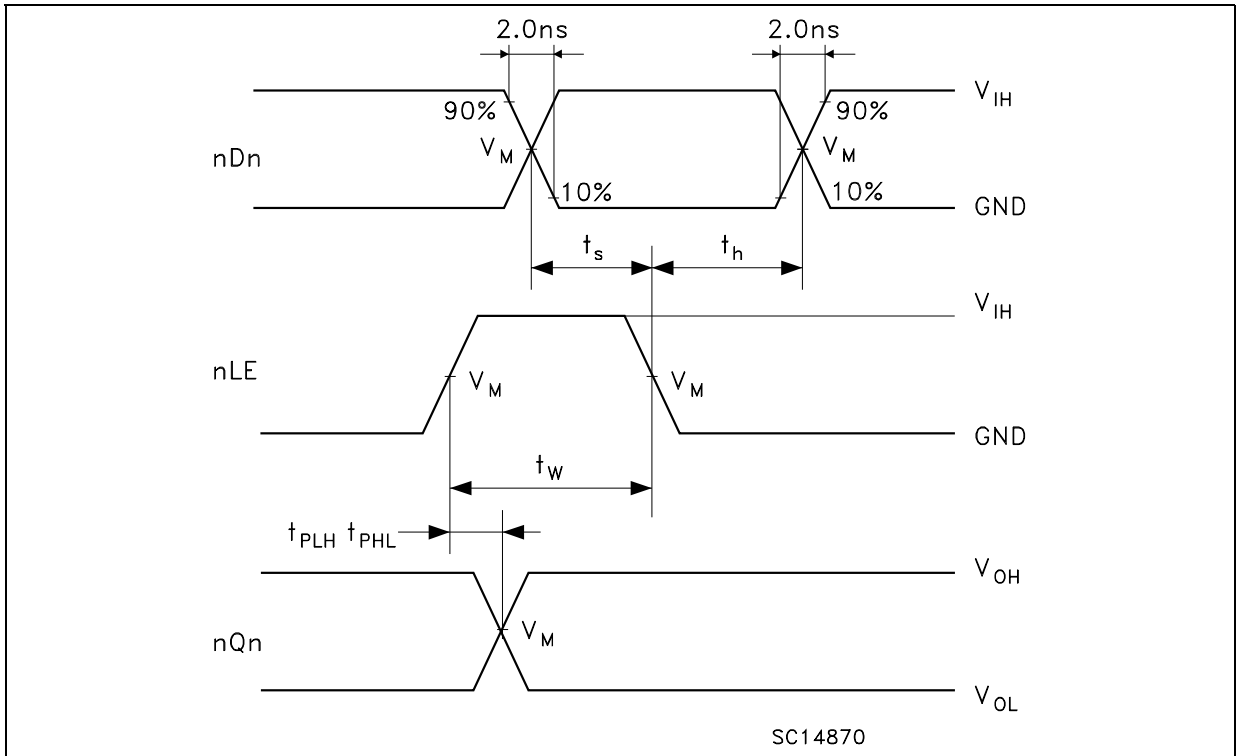 2.0ns 2.0ns
V_IH
90% 90%
nDn V_M V_M
10% 10%
GND
t_s t_h
V_IH
nLE V_M V_M
GND
t_W
t_PLH t_PHL
V_OH
nQn V_M
V_OL
SC14870